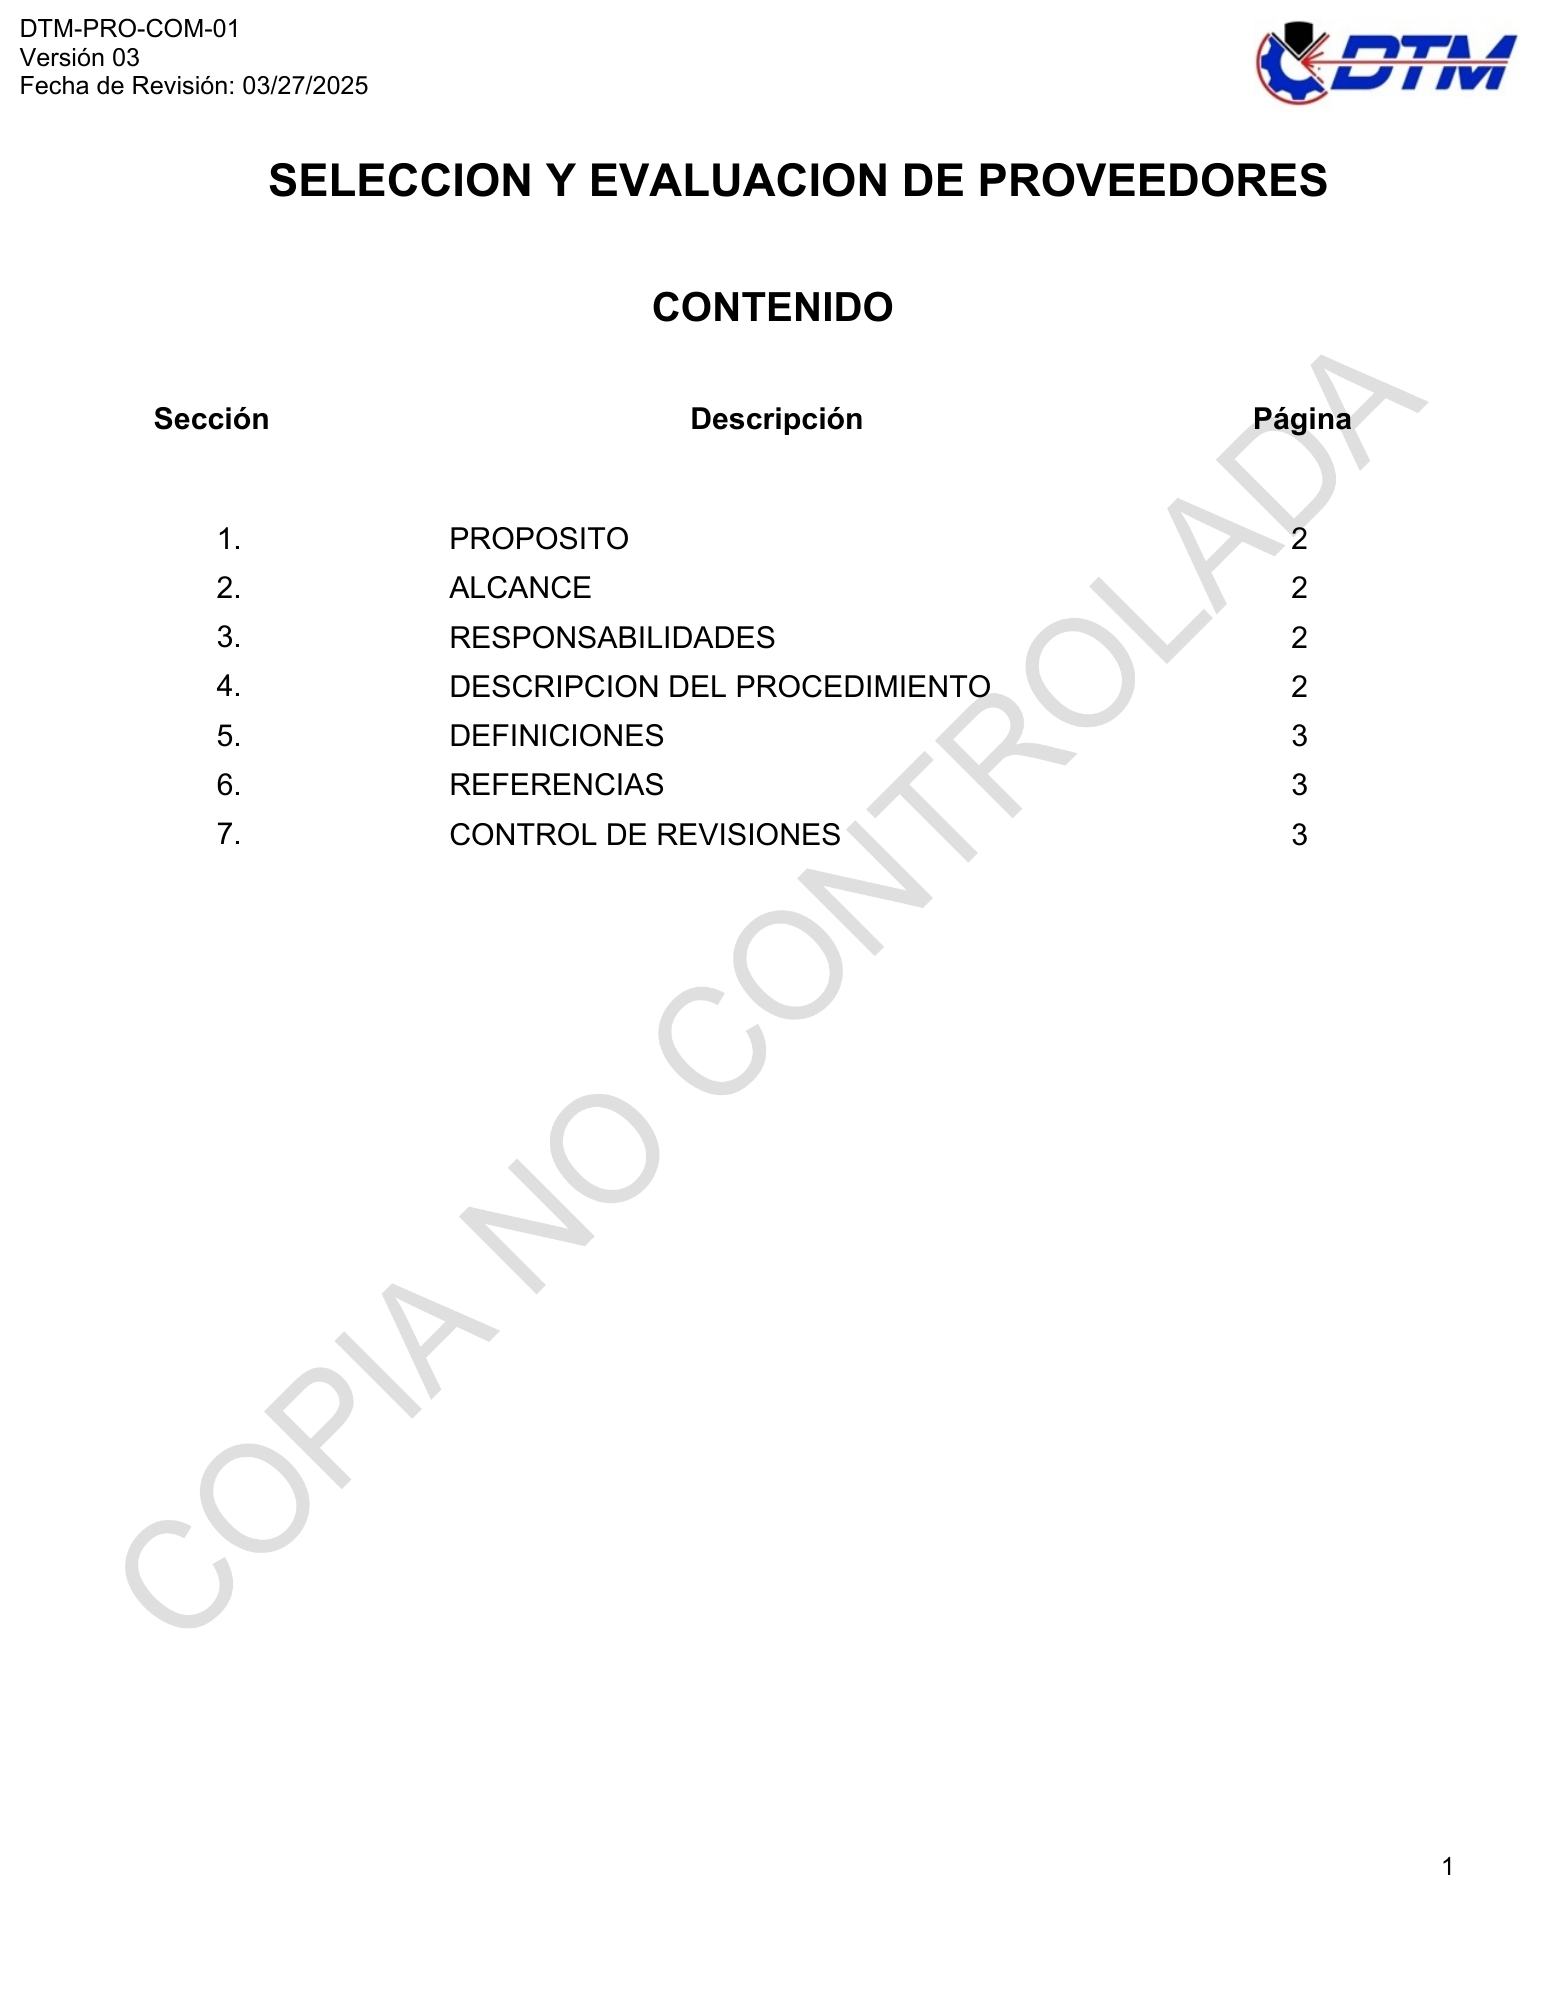 DTM-PRO-COM-01
Versión 03
Fecha de Revisión: 03/27/2025
DTM
SELECCION Y EVALUACION DE PROVEEDORES
CONTENIDO
Sección Descripción Página
1. PROPOSITO 2
2. ALCANCE 2
3. RESPONSABILIDADES 2
4. DESCRIPCION DEL PROCEDIMIENTO 2
5. DEFINICIONES 3
6. REFERENCIAS 3
7. CONTROL DE REVISIONES 3
COPIA NO CONTROLADA
1